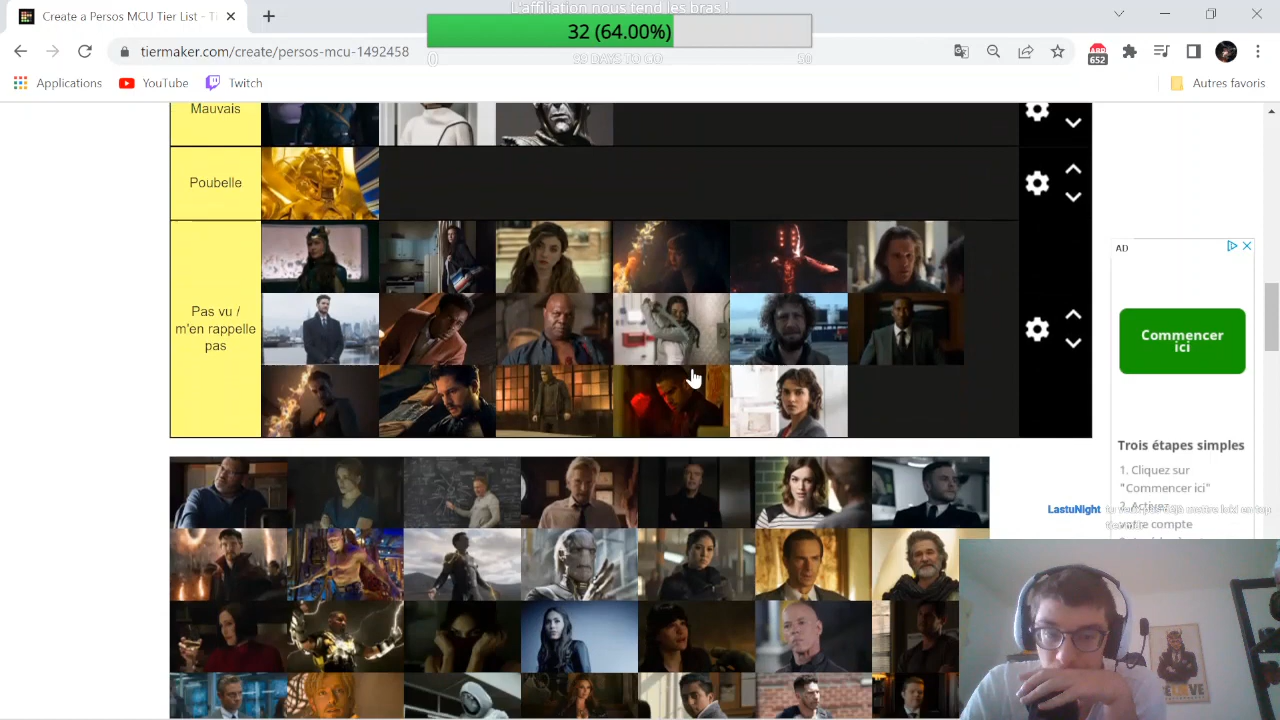 L'affiliation nous tend les bras !
Create a Persos MCU Tier List - Ti
32 (64.00%)
tiermaker.com/create/persos-mcu-1492458
652
Applications
YouTube
Twitch
Autres favoris
Mauvais
Poubelle
Pas vu /
m'en rappelle
pas
AD
Commencer
ici
Trois étapes simples
1. Cliquez sur
"Commencer ici"
LastuNight